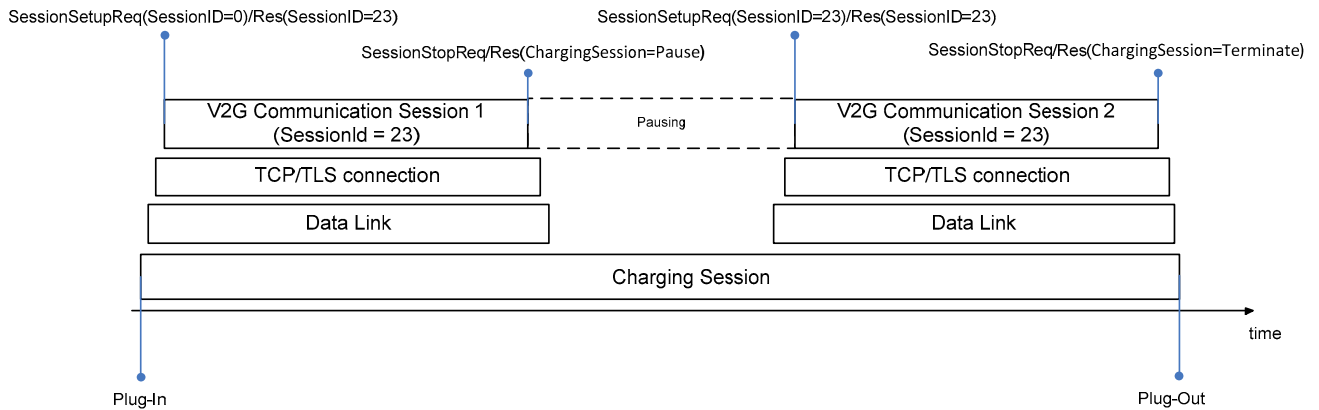 SessionSetupReq(SessionID=0)/Res(SessionID=23)
SessionSetupReq(SessionID=23)/Res(SessionID=23)
SessionStopReq/Res(ChargingSession=Pause)
SessionStopReq/Res(ChargingSession=Terminate)
V2G Communication Session 1
(SessionId = 23)
Pausing
V2G Communication Session 2
(SessionId = 23)
TCP/TLS connection
TCP/TLS connection
Data Link
Data Link
Charging Session
time
Plug-In
Plug-Out